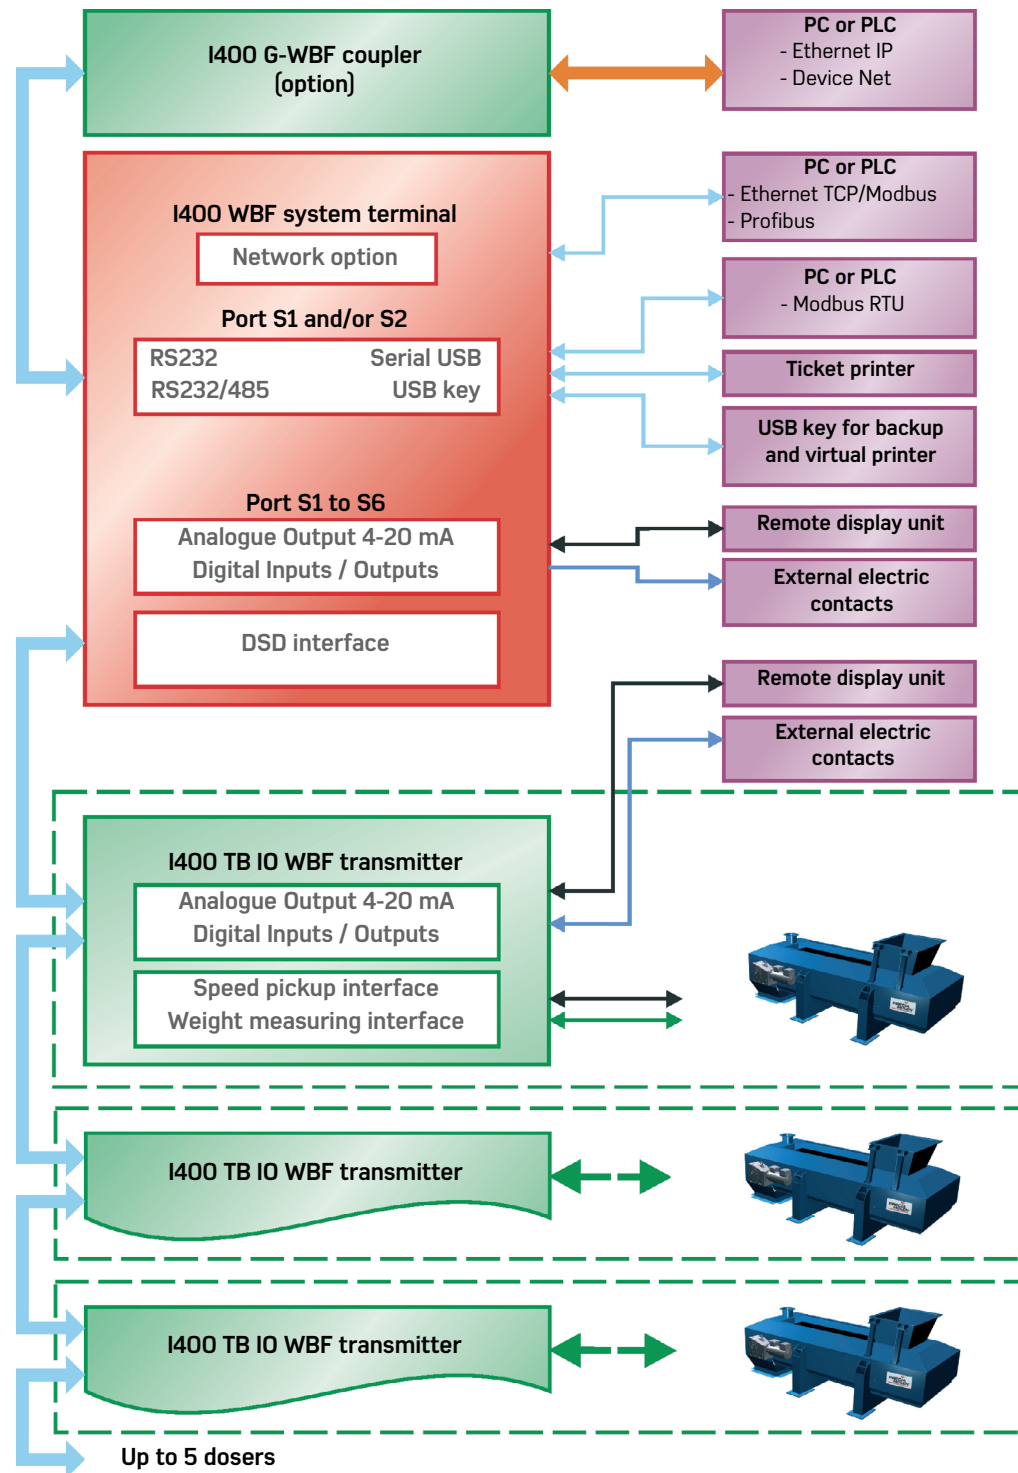 I400 G-WBF coupler
(option)
PC or PLC
- Ethernet IP
- Device Net
I400 WBF system terminal
Network option
PC or PLC
- Ethernet TCP/Modbus
- Profibus
Port S1 and/or S2
RS232 Serial USB
RS232/485 USB key
PC or PLC
- Modbus RTU
Ticket printer
USB key for backup
and virtual printer
Port S1 to S6
Analogue Output 4-20 mA
Digital Inputs / Outputs
Remote display unit
External electric
contacts
DSD interface
Remote display unit
External electric
contacts
I400 TB IO WBF transmitter
Analogue Output 4-20 mA
Digital Inputs / Outputs
Speed pickup interface
Weight measuring interface
I400 TB IO WBF transmitter
I400 TB IO WBF transmitter
Up to 5 dosers